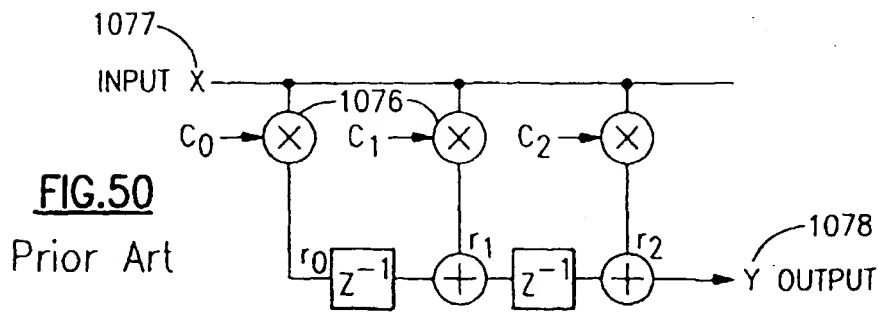 1077
INPUT X
1076
C0 × C1 × C2 ×
FIG.50
Prior Art
r0 Z-1 + r1 Z-1 + r2
1078
Y OUTPUT